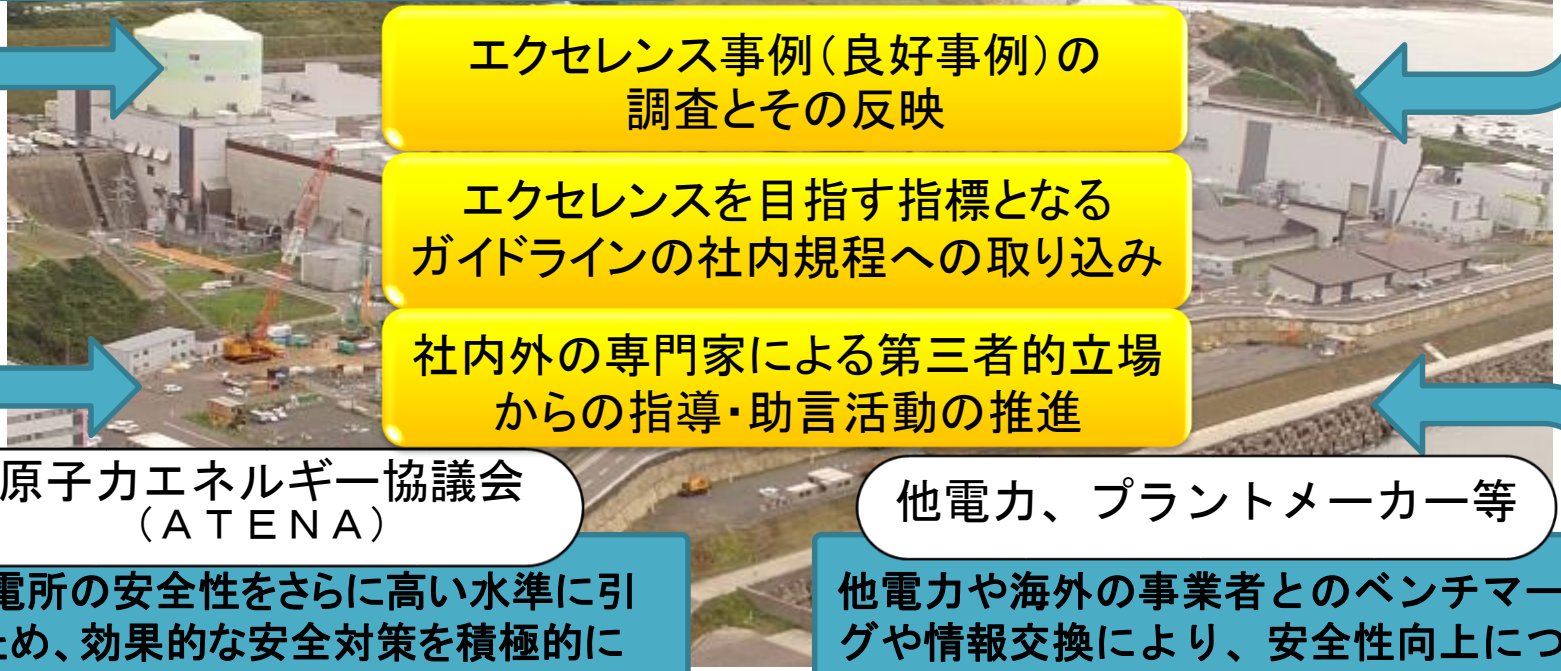 エクセレンス事例（良好事例）の
調査とその反映
エクセレンスを目指す指標となる
ガイドラインの社内規程への取り込み
社内外の専門家による第三者的立場
からの指導・助言活動の推進
原子力エネルギー協議会
（ＡＴＥＮＡ）
電所の安全性をさらに高い水準に引
ため、効果的な安全対策を積極的に
他電力、プラントメーカー等
他電力や海外の事業者とのベンチマー
グや情報交換により、安全性向上につ